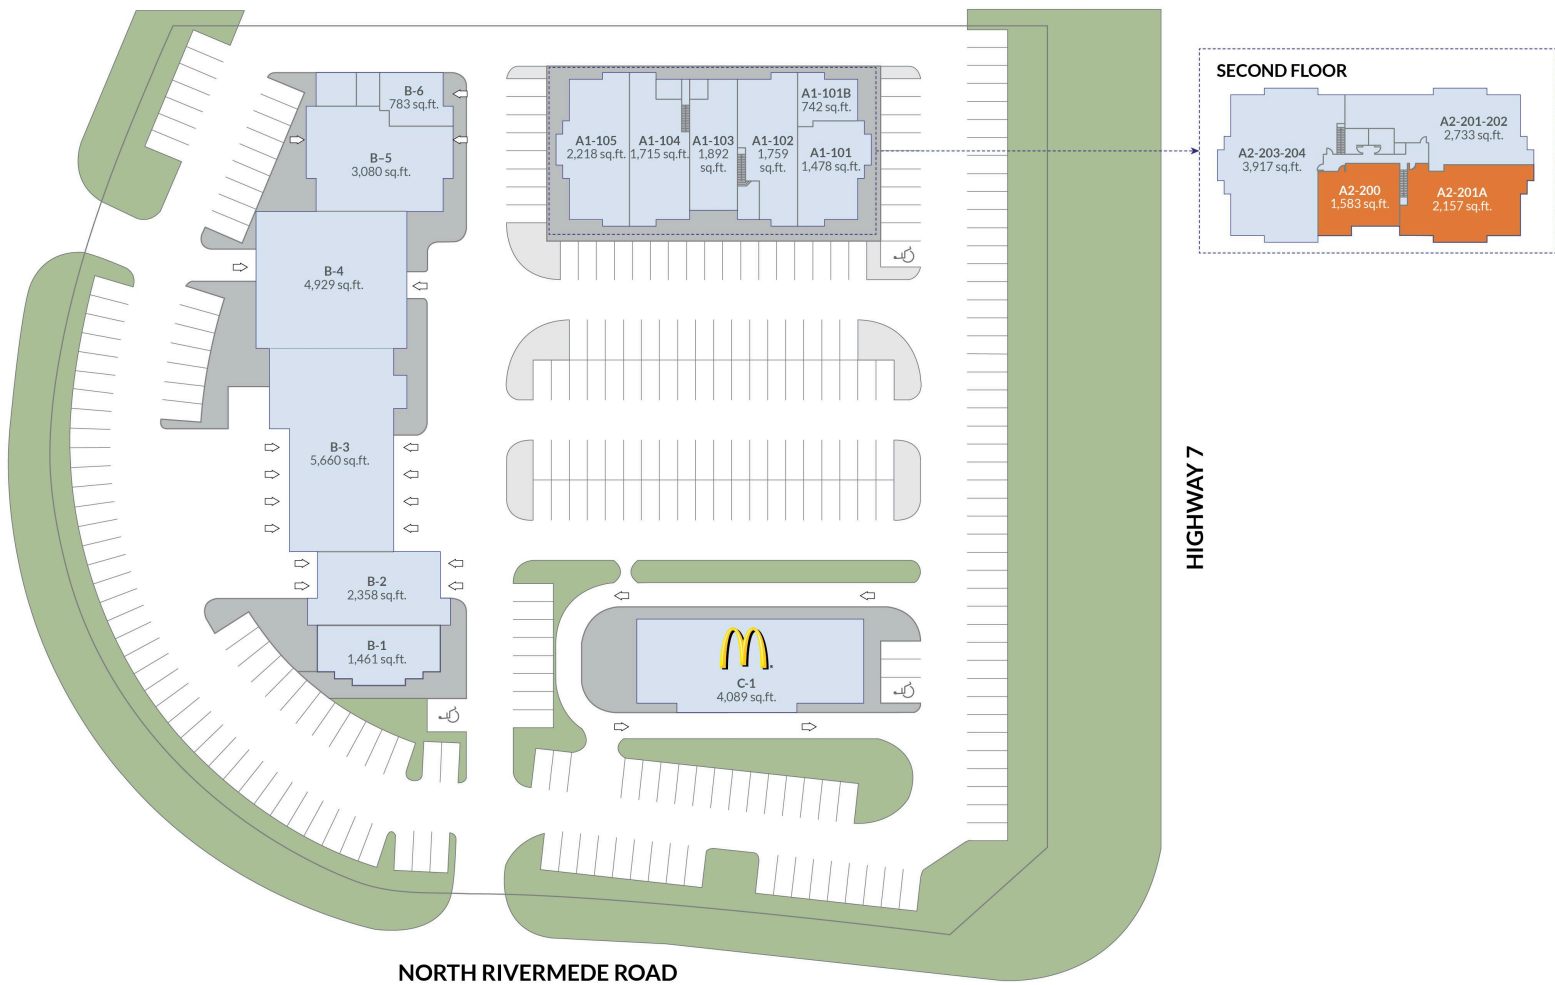 SECOND FLOOR
B-6
783 sq.ft.
B–5
3,080 sq.ft.
B-4
4,929 sq.ft.
B-3
5,660 sq.ft.
B-2
2,358 sq.ft.
B-1
1,461 sq.ft.
A1-105
2,218 sq.ft.
A1-104
1,715 sq.ft.
A1-103
1,892
sq.ft.
A1-102
1,759
sq.ft.
A1-101B
742 sq.ft.
A1-101
1,478 sq.ft.
A2-203-204
3,917 sq.ft.
A2-201-202
2,733 sq.ft.
A2-200
1,583 sq.ft.
A2-201A
2,157 sq.ft.
C-1
4,089 sq.ft.
HIGHWAY 7
NORTH RIVERMEDE ROAD